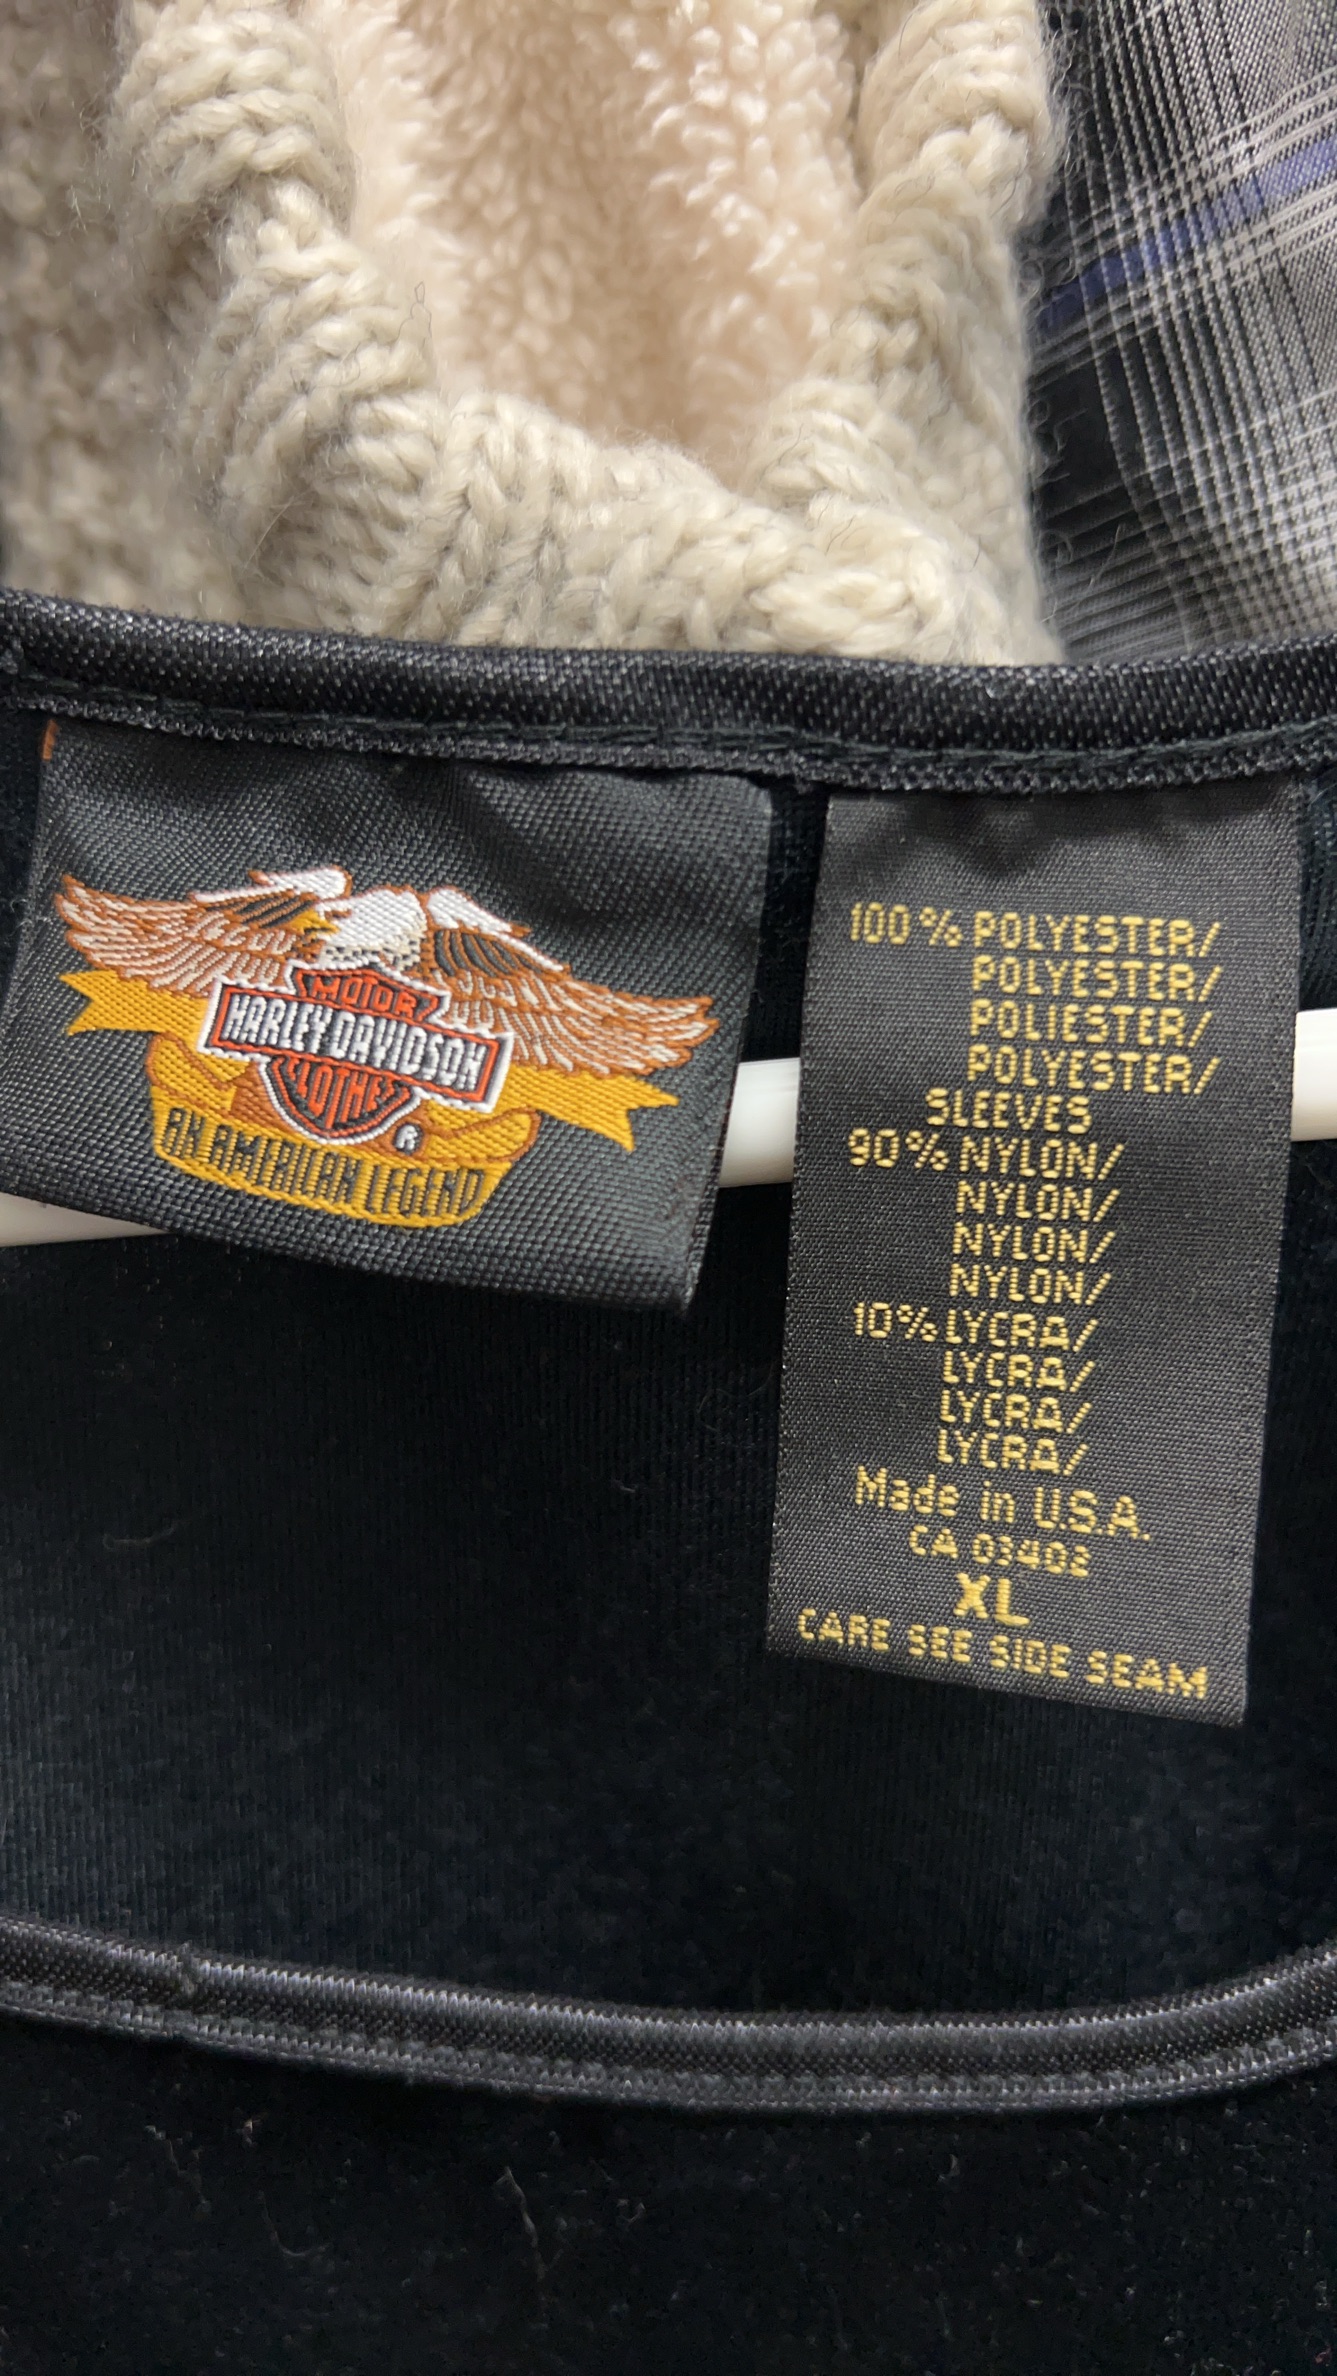 MOTOR
HARLEY-DAVIDSON
CLOTHES
®
AN AMERICAN LEGEND
100% POLYESTER/
POLYESTER/
POLIESTER/
POLYESTER/
SLEEVES
90% NYLON/
NYLON/
NYLON/
NYLON/
10% LYCRA/
LYCRA/
LYCRA/
LYCRA/
Made in U.S.A.
CA 03402
XL
CARE SEE SIDE SEAM